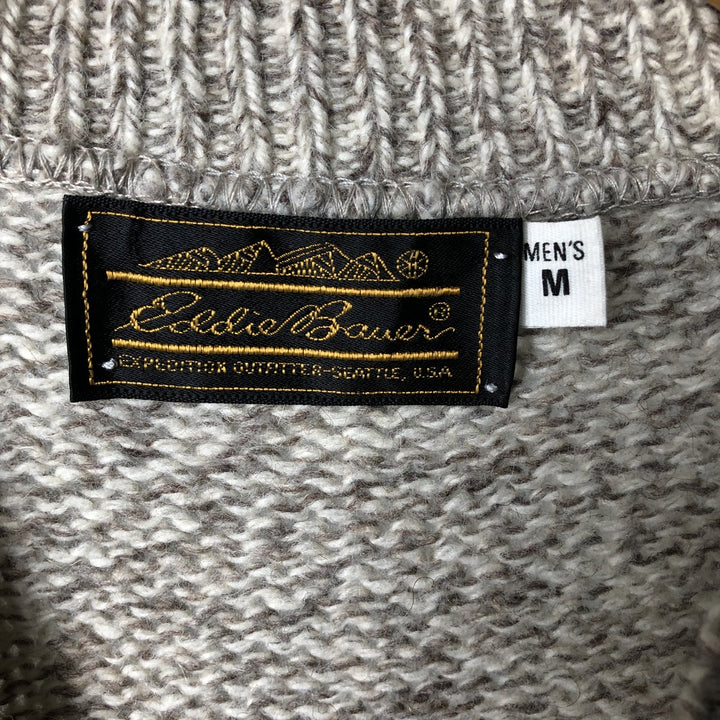 Eddie Bauer®
EXPEDITION OUTFITTER-SEATTLE, U.S.A
MEN'S
M